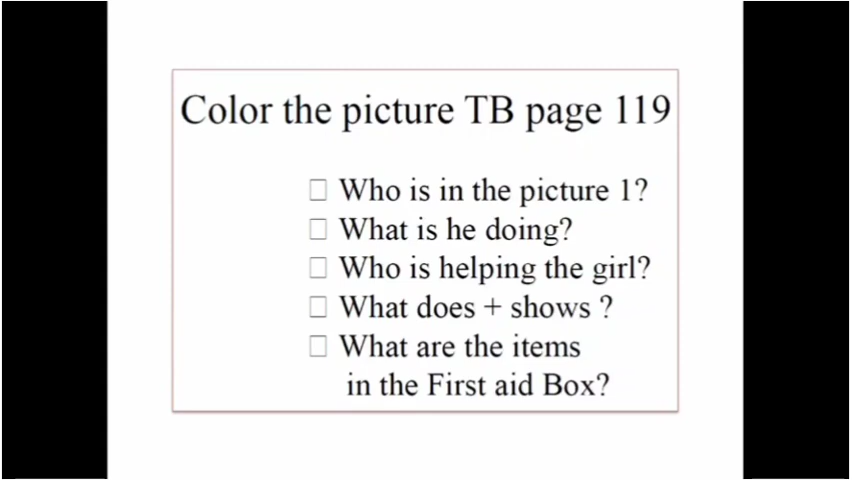 Color the picture TB page 119
Who is in the picture 1?
What is he doing?
Who is helping the girl?
What does + shows ?
What are the items
in the First aid Box?